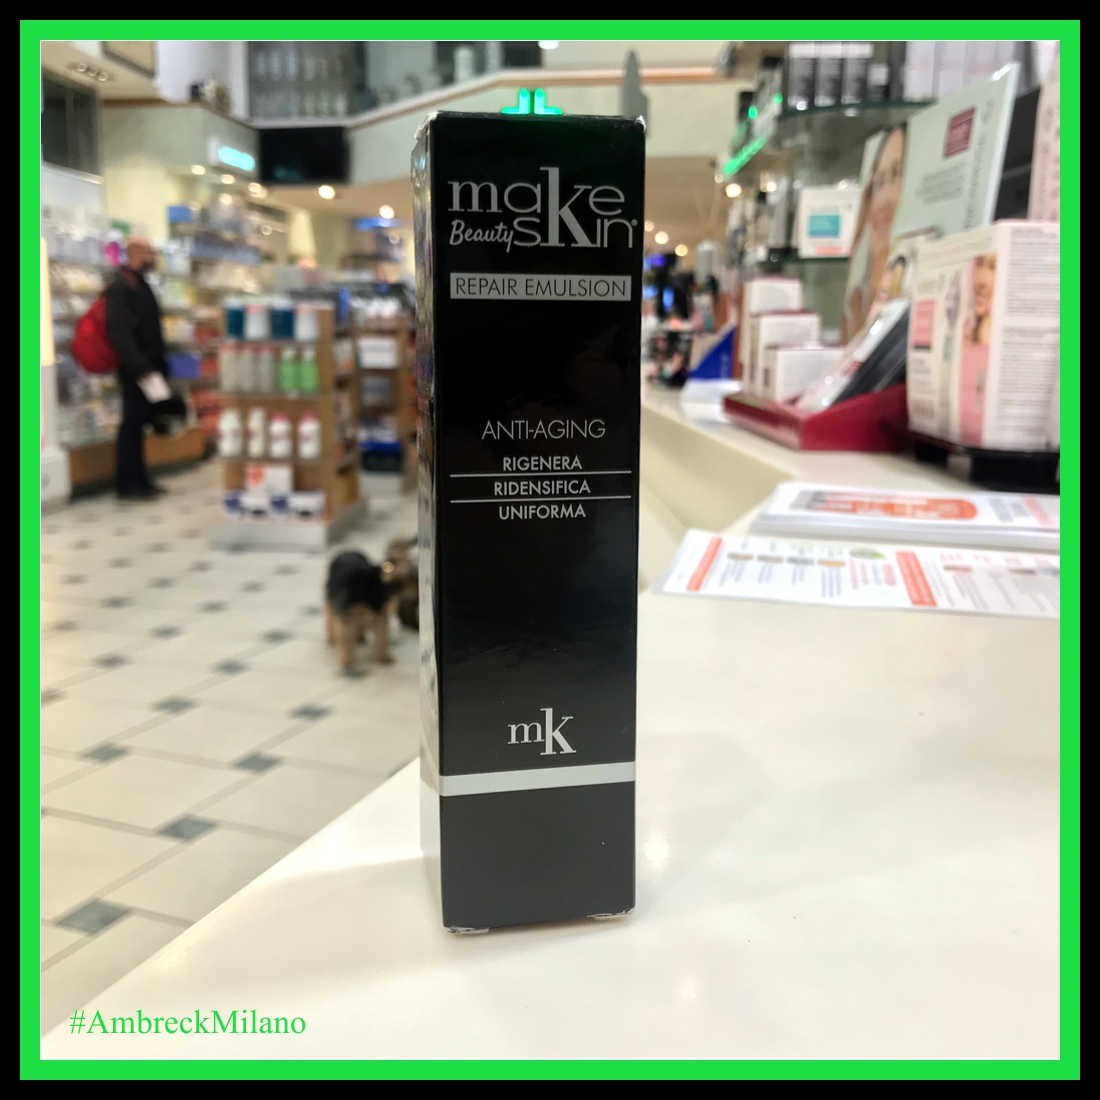 make
Beauty skin®
REPAIR EMULSION
ANTI-AGING
RIGENERA
RIDENSIFICA
UNIFORMA
mk
#AmbreckMilano